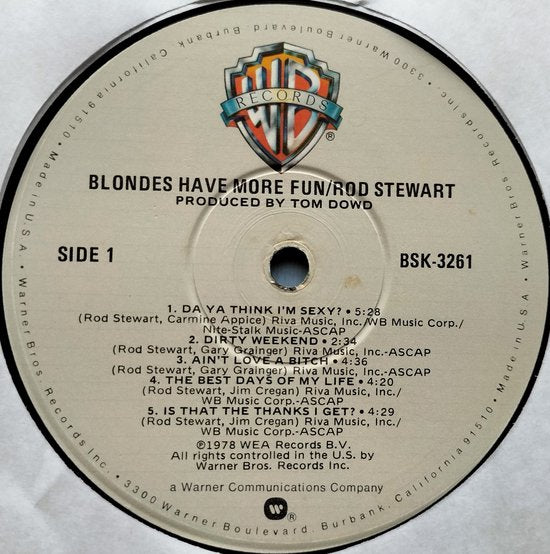 WB
RECORDS
®
BLONDES HAVE MORE FUN/ROD STEWART
PRODUCED BY TOM DOWD
SIDE 1
BSK-3261
1. DA YA THINK I'M SEXY? • 5:28
(Rod Stewart, Carmine Appice) Riva Music, Inc./WB Music Corp./
Nite-Stalk Music-ASCAP
2. DIRTY WEEKEND • 2:34
(Rod Stewart, Gary Grainger) Riva Music, Inc.-ASCAP
3. AIN'T LOVE A BITCH • 4:36
(Rod Stewart, Gary Grainger) Riva Music, Inc.-ASCAP
4. THE BEST DAYS OF MY LIFE • 4:20
(Rod Stewart, Jim Cregan) Riva Music, Inc./
WB Music Corp.-ASCAP
5. IS THAT THE THANKS I GET? • 4:29
(Rod Stewart, Jim Cregan) Riva Music, Inc./
WB Music Corp.-ASCAP
℗1978 WEA Records B.V.
All rights controlled in the U.S. by
Warner Bros. Records Inc.
a Warner Communications Company
®
Warner Bros. Records Inc. • 3300 Warner Boulevard, Burbank, California 91510 • Made in U.S.A. •
Warner Bros. Records Inc. • 3300 Warner Boulevard, Burbank, California 91510 • Made in U.S.A. •